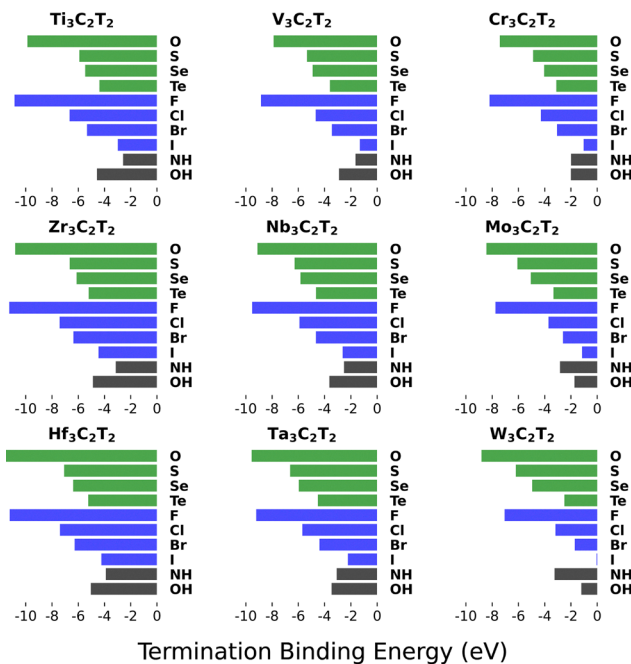 Ti₃C₂T₂
O
S
Se
Te
F
Cl
Br
I
NH
OH
-10 -8 -6 -4 -2 0
V₃C₂T₂
O
S
Se
Te
F
Cl
Br
I
NH
OH
-10 -8 -6 -4 -2 0
Cr₃C₂T₂
O
S
Se
Te
F
Cl
Br
I
NH
OH
-10 -8 -6 -4 -2 0
Zr₃C₂T₂
O
S
Se
Te
F
Cl
Br
I
NH
OH
-10 -8 -6 -4 -2 0
Nb₃C₂T₂
O
S
Se
Te
F
Cl
Br
I
NH
OH
-10 -8 -6 -4 -2 0
Mo₃C₂T₂
O
S
Se
Te
F
Cl
Br
I
NH
OH
-10 -8 -6 -4 -2 0
Hf₃C₂T₂
O
S
Se
Te
F
Cl
Br
I
NH
OH
-10 -8 -6 -4 -2 0
Ta₃C₂T₂
O
S
Se
Te
F
Cl
Br
I
NH
OH
-10 -8 -6 -4 -2 0
W₃C₂T₂
O
S
Se
Te
F
Cl
Br
I
NH
OH
-10 -8 -6 -4 -2 0
Termination Binding Energy (eV)